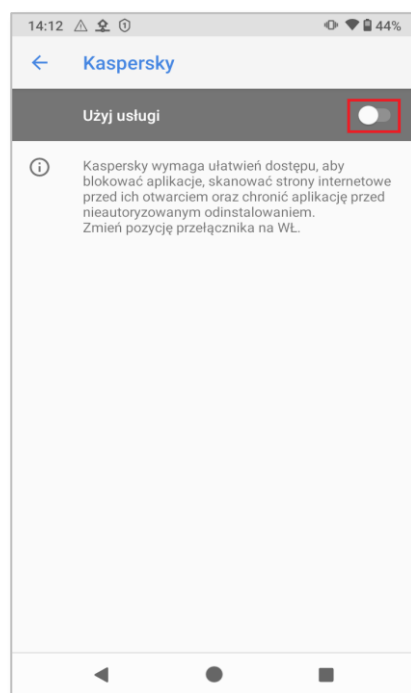 14:12 44%
Kaspersky
Użyj usługi
Kaspersky wymaga ułatwień dostępu, aby
blokować aplikacje, skanować strony internetowe
przed ich otwarciem oraz chronić aplikację przed
nieautoryzowanym odinstalowaniem.
Zmień pozycję przełącznika na WŁ.